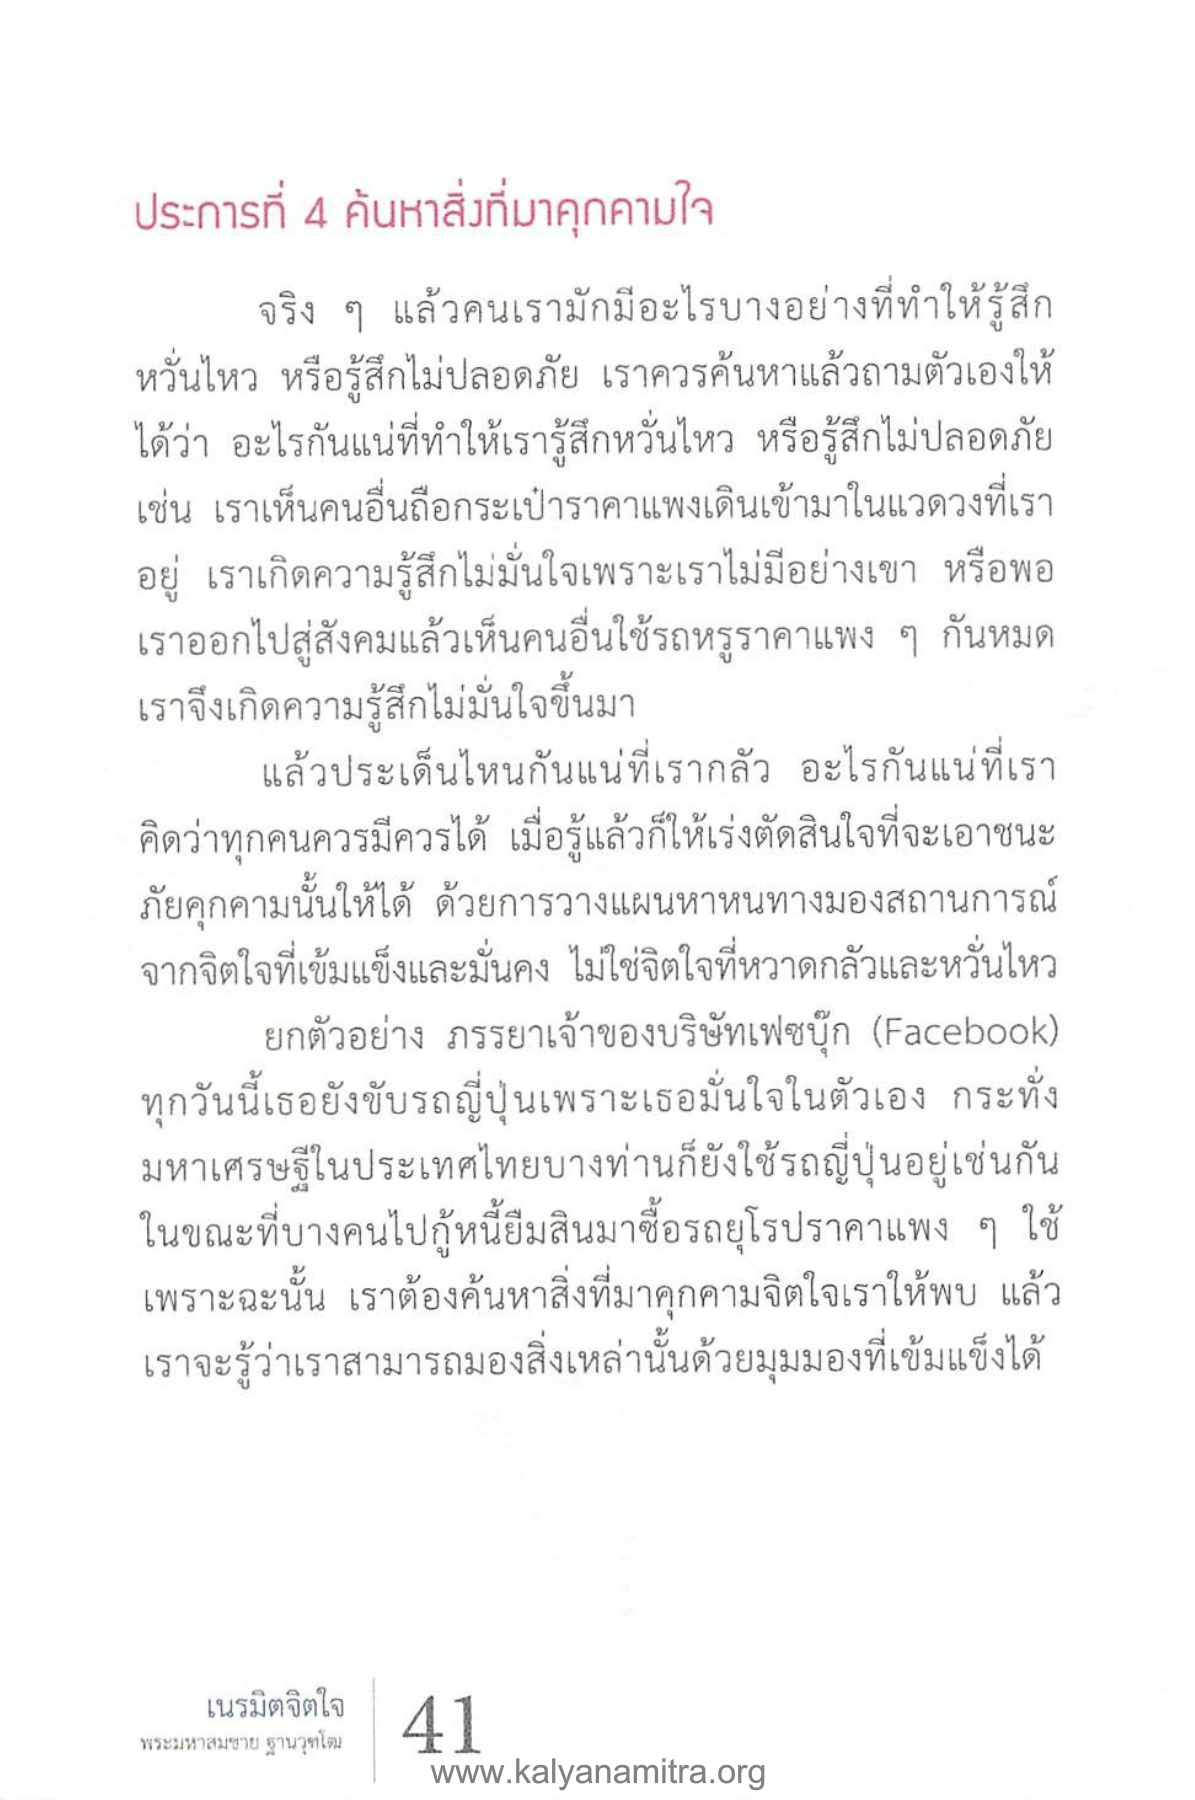 ประการที่ 4 ค้นหาสิ่งที่มาคุกคามใจ
จริง ๆ แล้วคนเรามักมีอะไรบางอย่างที่ทำให้รู้สึก
หวั่นไหว หรือรู้สึกไม่ปลอดภัย เราควรค้นหาแล้วถามตัวเองให้
ได้ว่า อะไรกันแน่ที่ทำให้เรารู้สึกหวั่นไหว หรือรู้สึกไม่ปลอดภัย
เช่น เราเห็นคนอื่นถือกระเป๋าราคาแพงเดินเข้ามาในแวดวงที่เรา
อยู่ เราเกิดความรู้สึกไม่มั่นใจเพราะเราไม่มีอย่างเขา หรือพอ
เราออกไปสู่สังคมแล้วเห็นคนอื่นใช้รถหรูราคาแพง ๆ กันหมด
เราจึงเกิดความรู้สึกไม่มั่นใจขึ้นมา
แล้วประเด็นไหนกันแน่ที่เรากลัว อะไรกันแน่ที่เรา
คิดว่าทุกคนควรมีควรได้ เมื่อรู้แล้วก็ให้เร่งตัดสินใจที่จะเอาชนะ
ภัยคุกคามนั้นให้ได้ ด้วยการวางแผนหาหนทางมองสถานการณ์
จากจิตใจที่เข้มแข็งและมั่นคง ไม่ใช่จิตใจที่หวาดกลัวและหวั่นไหว
ยกตัวอย่าง ภรรยาเจ้าของบริษัทเฟซบุ๊ก (Facebook)
ทุกวันนี้เธอยังขับรถญี่ปุ่นเพราะเธอมั่นใจในตัวเอง กระทั่ง
มหาเศรษฐีในประเทศไทยบางท่านก็ยังใช้รถญี่ปุ่นอยู่เช่นกัน
ในขณะที่บางคนไปกู้หนี้ยืมสินมาซื้อรถยุโรปราคาแพง ๆ ใช้
เพราะฉะนั้น เราต้องค้นหาสิ่งที่มาคุกคามจิตใจเราให้พบ แล้ว
เราจะรู้ว่าเราสามารถมองสิ่งเหล่านั้นด้วยมุมมองที่เข้มแข็งได้
เนรมิตจิตใจ
พระมหาสมชาย ฐานวุฑฺโฒ
41
www.kalyanamitra.org